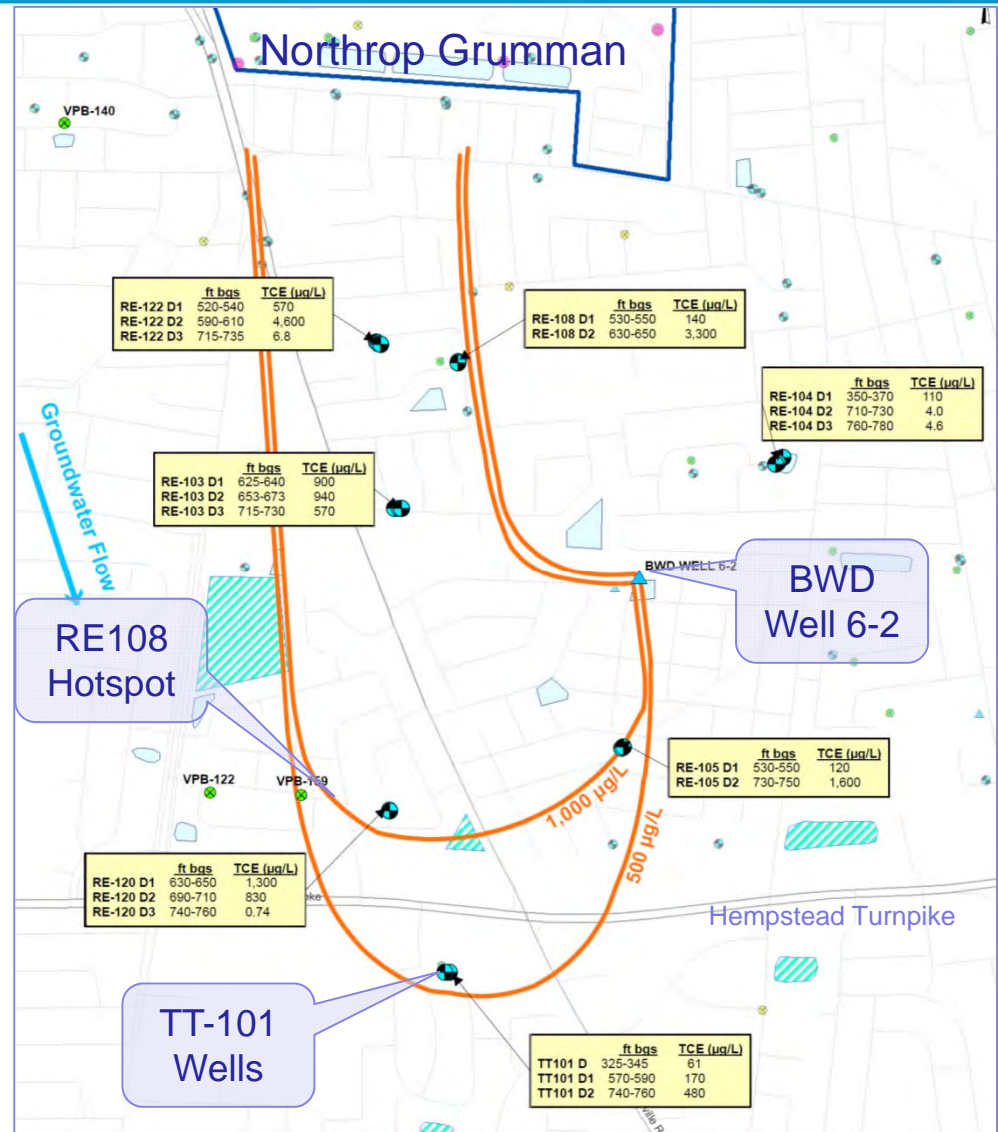 Northrop Grumman
VPB-140
ft bgs TCE (µg/L)
RE-122 D1 520-540 570
RE-122 D2 590-610 4,600
RE-122 D3 715-735 6.8
ft bgs TCE (µg/L)
RE-108 D1 530-550 140
RE-108 D2 630-650 3,300
ft bgs TCE (µg/L)
RE-104 D1 350-370 110
RE-104 D2 710-730 4.0
RE-104 D3 760-780 4.6
ft bgs TCE (µg/L)
RE-103 D1 625-640 900
RE-103 D2 653-673 940
RE-103 D3 715-730 570
Groundwater Flow
BWD WELL 6-2
BWD
Well 6-2
RE108
Hotspot
VPB-122
VPB-159
1,000 µg/L
500 µg/L
ft bgs TCE (µg/L)
RE-105 D1 530-550 120
RE-105 D2 730-750 1,600
ft bgs TCE (µg/L)
RE-120 D1 630-650 1,300
RE-120 D2 690-710 830
RE-120 D3 740-760 0.74
Hempstead Turnpike
TT-101
Wells
ft bgs TCE (µg/L)
TT101 D 325-345 61
TT101 D1 570-590 170
TT101 D2 740-760 480